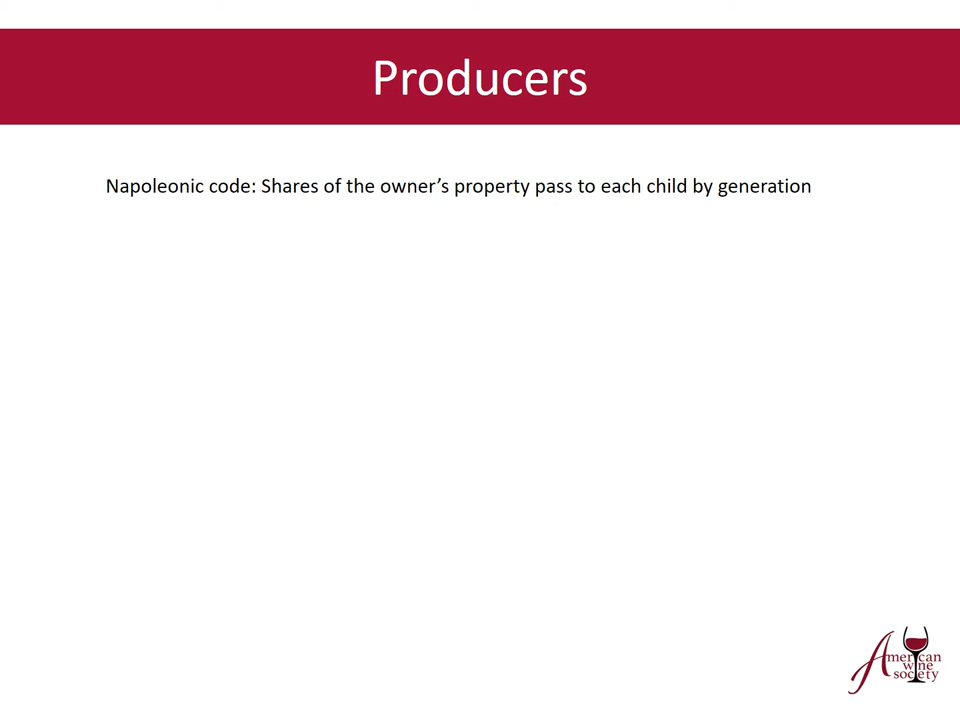 Producers
Napoleonic code: Shares of the owner’s property pass to each child by generation
American
wine
society